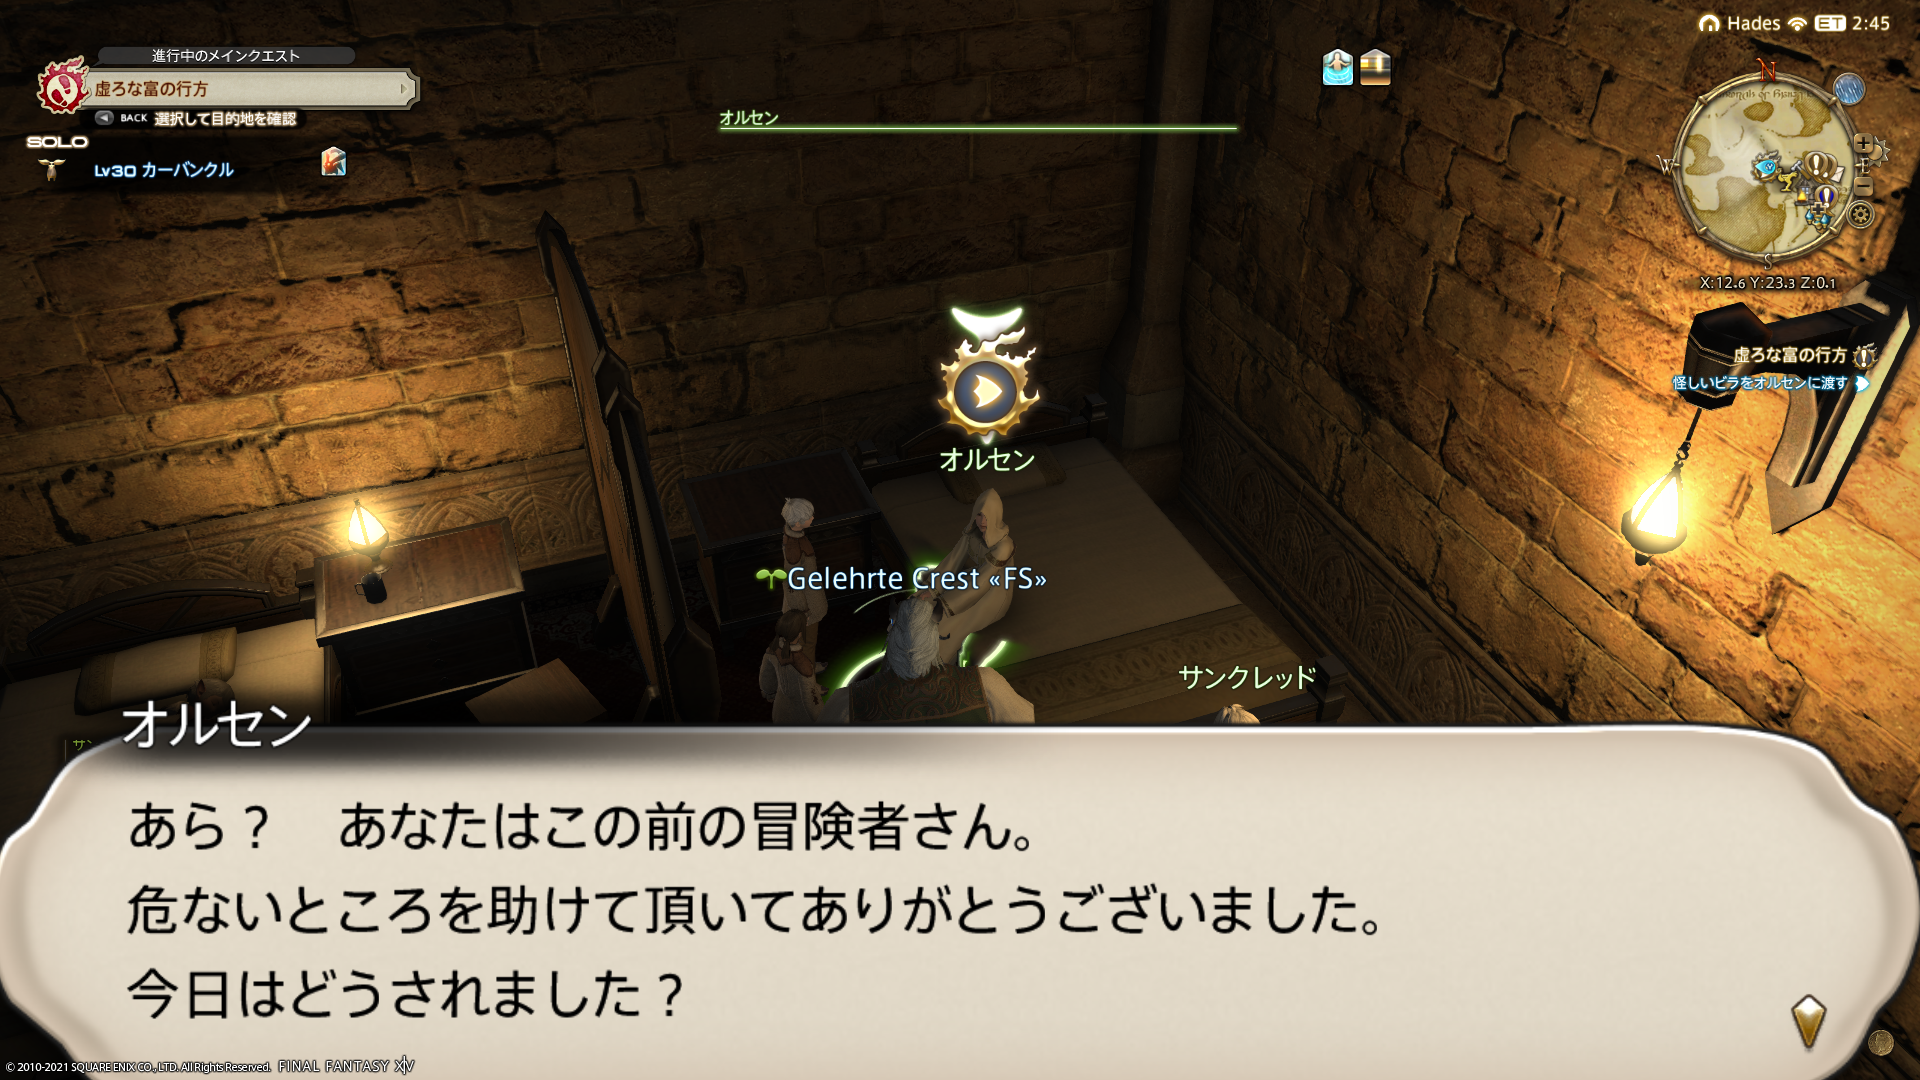 Hades ET 2:45
進行中のメインクエスト
虚ろな富の行方
BACK 選択して目的地を確認
SOLO
Lv30 カーバンクル
オルセン
N
W
E
S
X:12.6 Y:23.3 Z:0.1
虚ろな富の行方
怪しいビラをオルセンに渡す
オルセン
Gelehrte Crest «FS»
サンクレッド
オルセン
あら？　あなたはこの前の冒険者さん。
危ないところを助けて頂いてありがとうございました。
今日はどうされました？
© 2010-2021 SQUARE ENIX CO., LTD. All Rights Reserved. FINAL FANTASY XIV